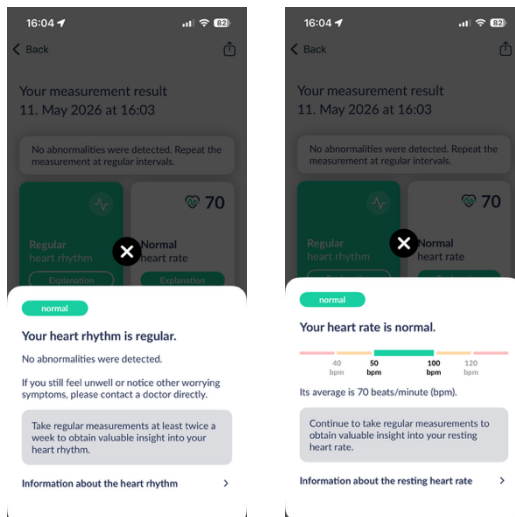 16:04
82
Back
Your measurement result
11. May 2026 at 16:03
No abnormalities were detected. Repeat the
measurement at regular intervals.
70
Regular
heart rhythm
Normal
heart rate
Explanation
Explanation
normal
Your heart rhythm is regular.
No abnormalities were detected.
If you still feel unwell or notice other worrying
symptoms, please contact a doctor directly.
Take regular measurements at least twice a
week to obtain valuable insight into your
heart rhythm.
Information about the heart rhythm
16:04
82
Back
Your measurement result
11. May 2026 at 16:03
No abnormalities were detected. Repeat the
measurement at regular intervals.
70
Regular
heart rhythm
Normal
heart rate
Explanation
Explanation
normal
Your heart rate is normal.
40 50 100 120
bpm bpm bpm bpm
Its average is 70 beats/minute (bpm).
Continue to take regular measurements to
obtain valuable insight into your resting
heart rate.
Information about the resting heart rate